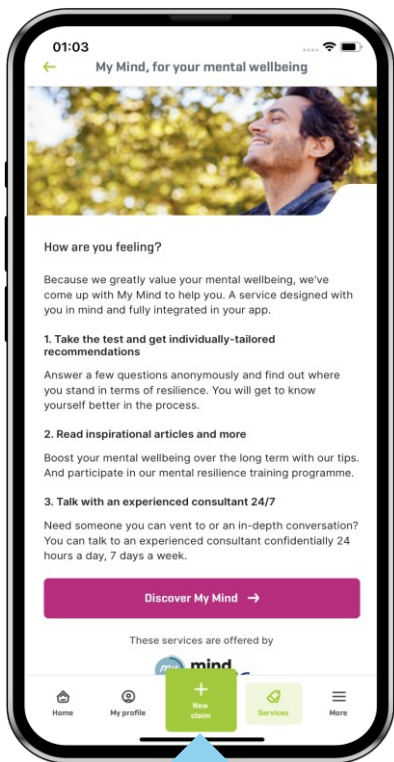 01:03
My Mind, for your mental wellbeing
How are you feeling?
Because we greatly value your mental wellbeing, we've
come up with My Mind to help you. A service designed with
you in mind and fully integrated in your app.
1. Take the test and get individually-tailored
recommendations
Answer a few questions anonymously and find out where
you stand in terms of resilience. You will get to know
yourself better in the process.
2. Read inspirational articles and more
Boost your mental wellbeing over the long term with our tips.
And participate in our mental resilience training programme.
3. Talk with an experienced consultant 24/7
Need someone you can vent to or an in-depth conversation?
You can talk to an experienced consultant confidentially 24
hours a day, 7 days a week.
Discover My Mind →
These services are offered by
my mind
Home
My profile
New
claim
Services
More